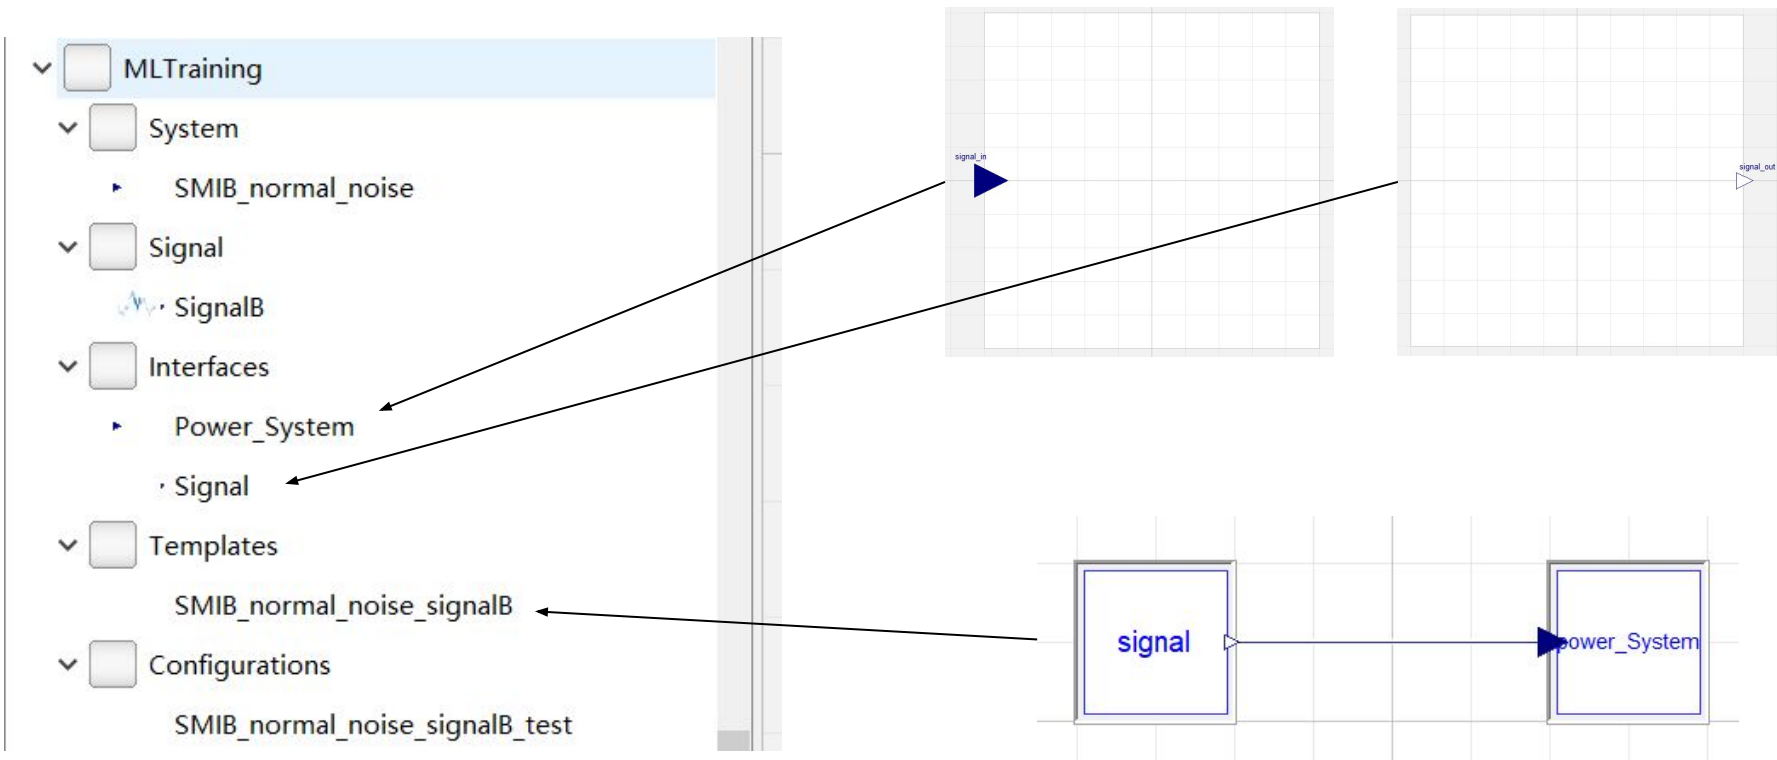 MLTraining
System
SMIB_normal_noise
Signal
SignalB
Interfaces
Power_System
Signal
Templates
SMIB_normal_noise_signalB
Configurations
SMIB_normal_noise_signalB_test
signal_in
signal_out
signal
power_System